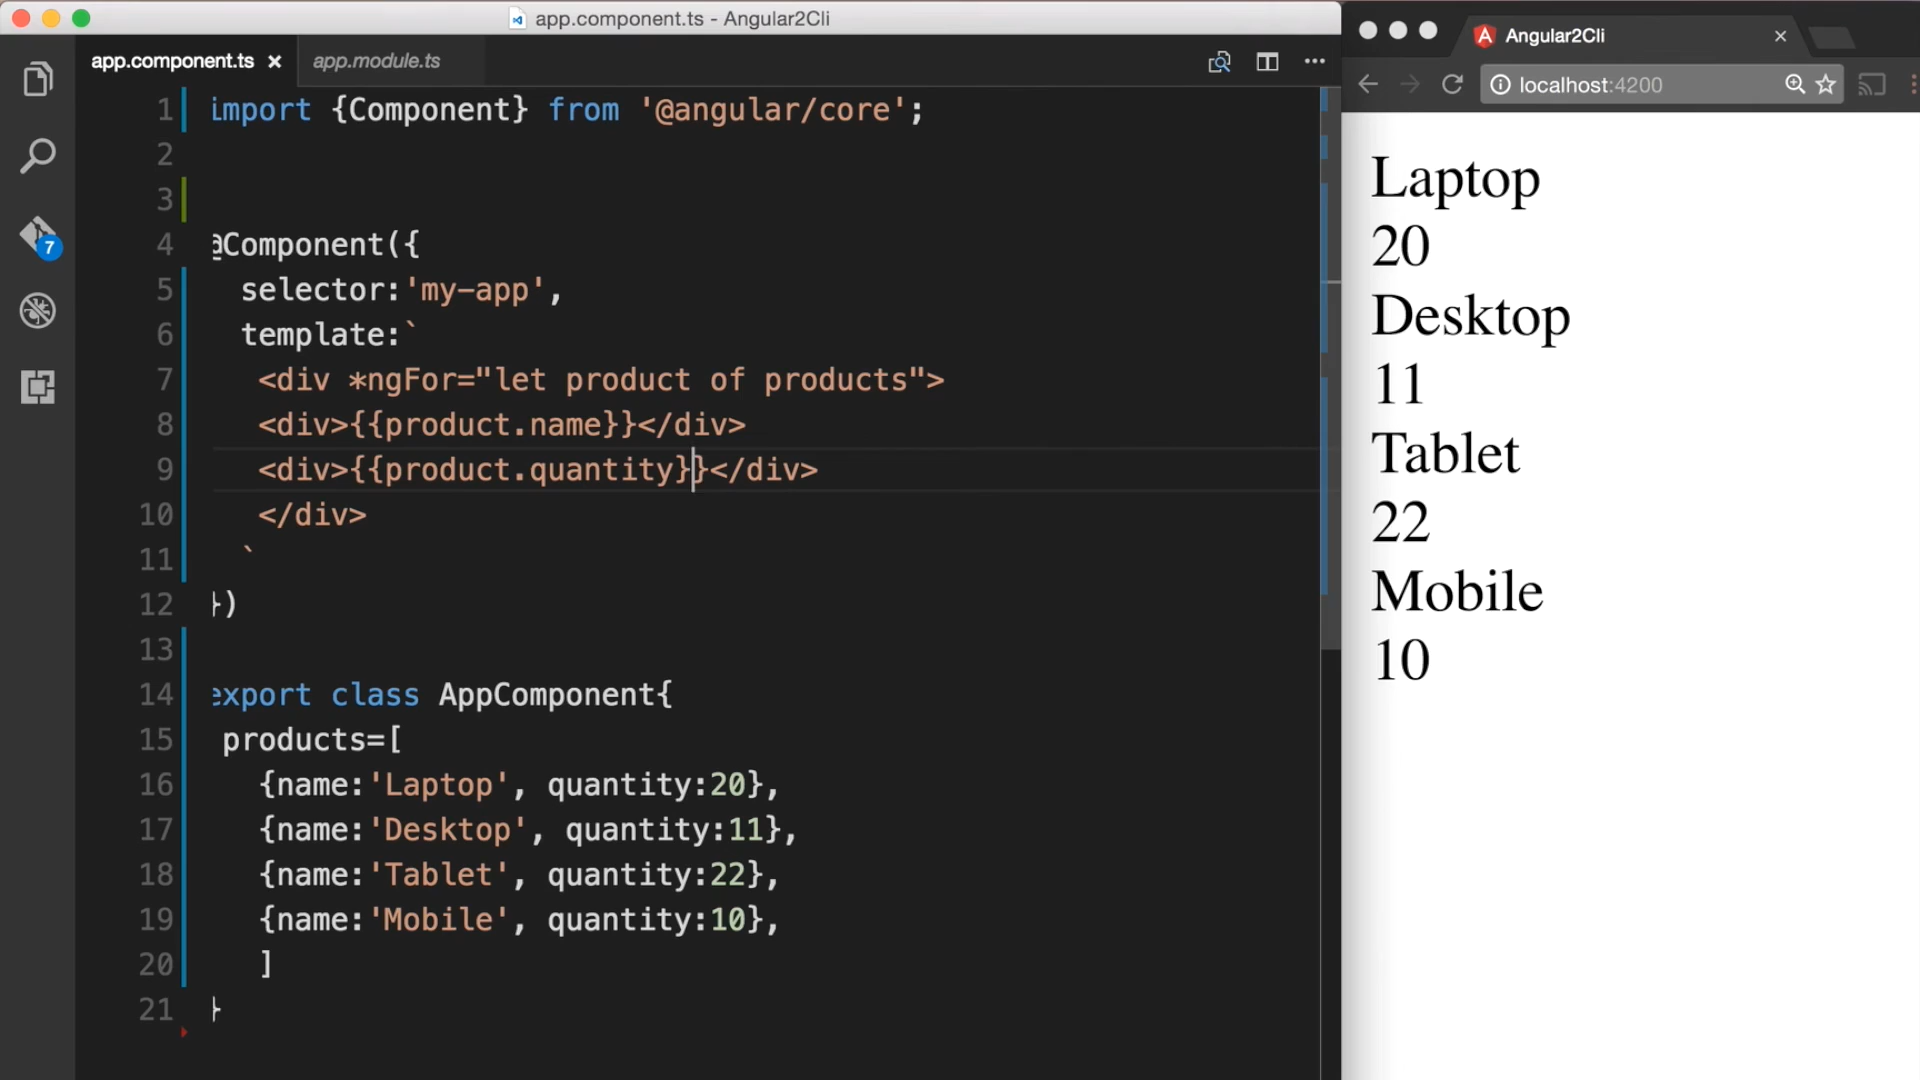 app.component.ts - Angular2Cli
app.component.ts × app.module.ts
7
1 import {Component} from '@angular/core';
2
3
4 @Component({
5 selector:'my-app',
6 template:`
7 <div *ngFor="let product of products">
8 <div>{{product.name}}</div>
9 <div>{{product.quantity}}</div>
10 </div>
11 `
12 })
13
14 export class AppComponent{
15 products=[
16 {name:'Laptop', quantity:20},
17 {name:'Desktop', quantity:11},
18 {name:'Tablet', quantity:22},
19 {name:'Mobile', quantity:10},
20 ]
21 }
Angular2Cli
localhost:4200
Laptop
20
Desktop
11
Tablet
22
Mobile
10